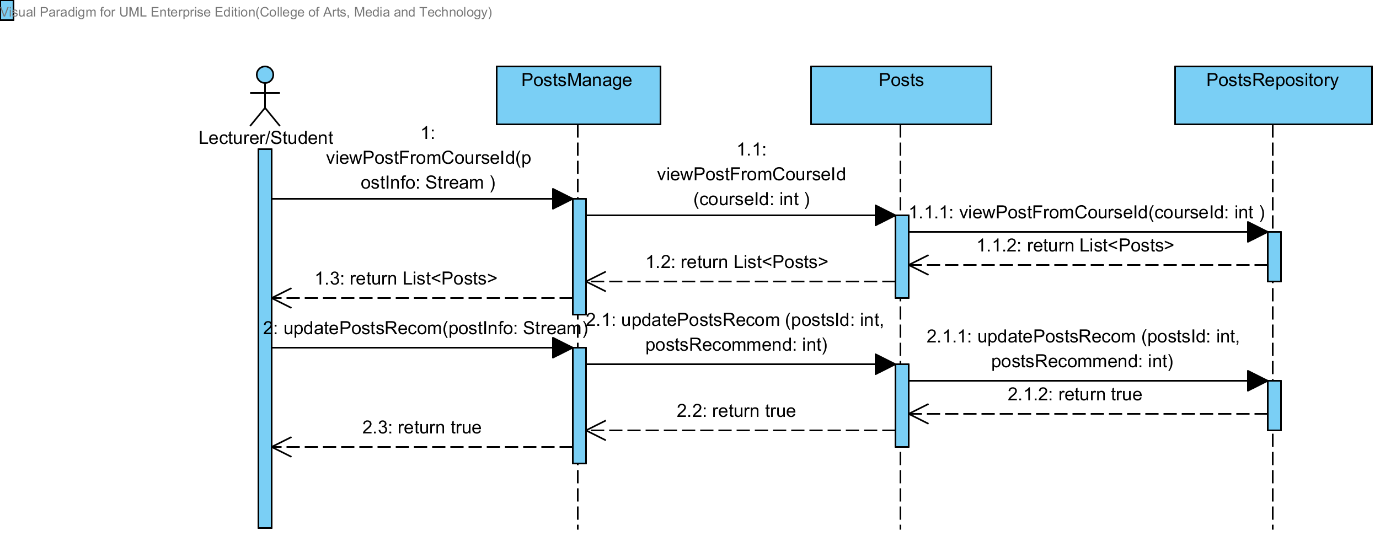 Visual Paradigm for UML Enterprise Edition(College of Arts, Media and Technology)
PostsManage
Posts
PostsRepository
Lecturer/Student
1:
viewPostFromCourseId(p
ostInfo: Stream )
1.1:
viewPostFromCourseId
(courseId: int )
1.1.1: viewPostFromCourseId(courseId: int )
1.1.2: return List<Posts>
1.2: return List<Posts>
1.3: return List<Posts>
2: updatePostsRecom(postInfo: Stream)
2.1: updatePostsRecom (postsId: int,
postsRecommend: int)
2.1.1: updatePostsRecom (postsId: int,
postsRecommend: int)
2.1.2: return true
2.2: return true
2.3: return true